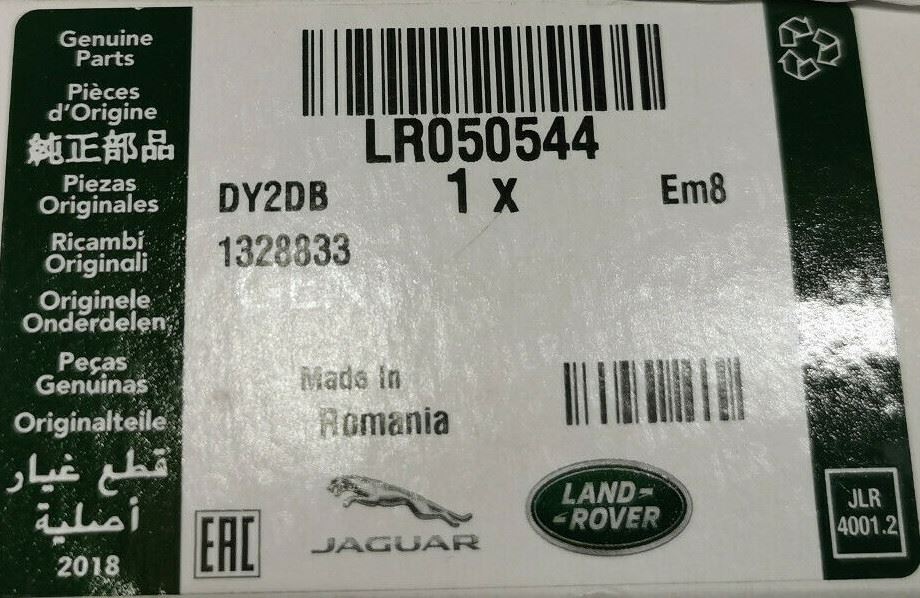 Genuine
Parts
Pièces
d'Origine
純正部品
Piezas
Originales
Ricambi
Originali
Originele
Onderdelen
Peças
Genuínas
Originalteile
قطع غيار
أصلية
2018
LR050544
DY2DB
1 x
Em8
1328833
Made In
Romania
EAC
JAGUAR
LAND-
-ROVER
JLR
4001.2